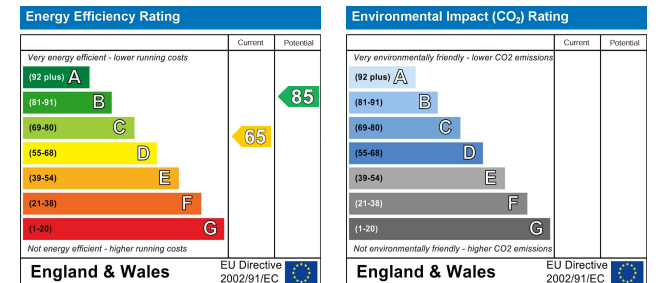 Energy Efficiency Rating
Current Potential
Very energy efficient - lower running costs
(92 plus) A
(81-91) B
85
(69-80) C
65
(55-68) D
(39-54) E
(21-38) F
(1-20) G
Not energy efficient - higher running costs
England & Wales
EU Directive
2002/91/EC
Environmental Impact (CO₂) Rating
Current Potential
Very environmentally friendly - lower CO2 emissions
(92 plus) A
(81-91) B
(69-80) C
(55-68) D
(39-54) E
(21-38) F
(1-20) G
Not environmentally friendly - higher CO2 emissions
England & Wales
EU Directive
2002/91/EC